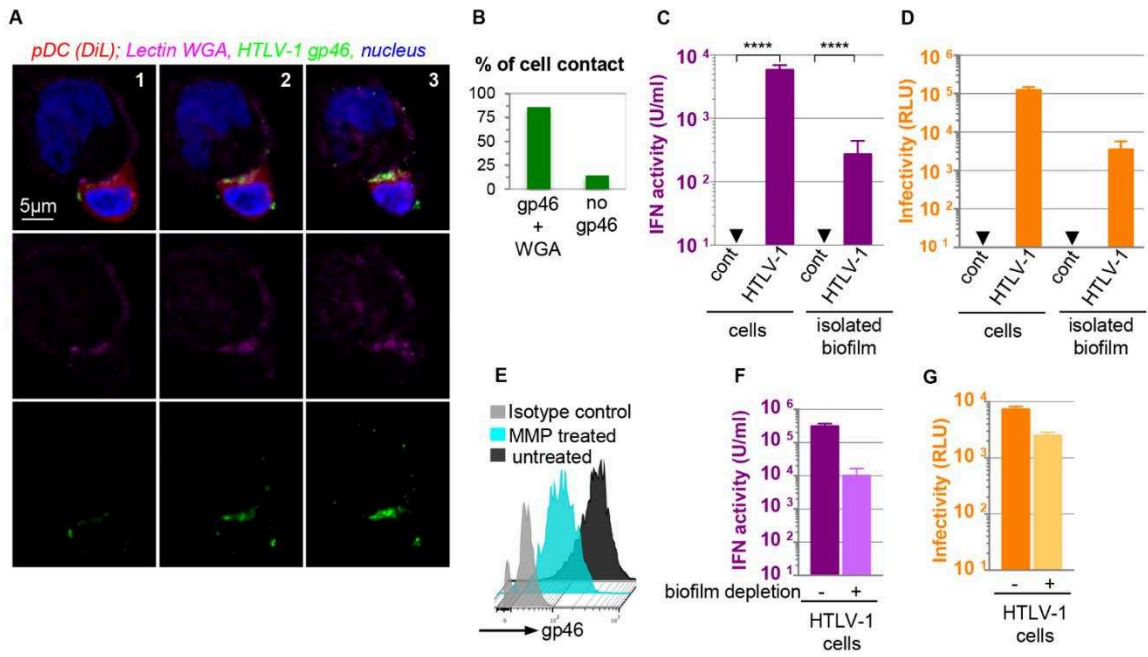 A
pDC (DiL); Lectin WGA, HTLV-1 gp46, nucleus
1
2
3
5µm
B
% of cell contact
100
75
50
25
0
gp46
+
WGA
no
gp46
C
IFN activity (U/ml)
10 4
10 3
10 2
10 1
****
****
cont
HTLV-1
cont
HTLV-1
cells
isolated
biofilm
D
Infectivity (RLU)
10 6
10 5
10 4
10 3
10 2
10 1
cont
HTLV-1
cont
HTLV-1
cells
isolated
biofilm
E
Isotype control
MMP treated
untreated
0
gp46
F
IFN activity (U/ml)
10 6
10 5
10 4
10 3
10 2
10 1
biofilm depletion
- +
HTLV-1
cells
G
Infectivity (RLU)
10 4
10 3
10 2
10 1
- +
HTLV-1
cells